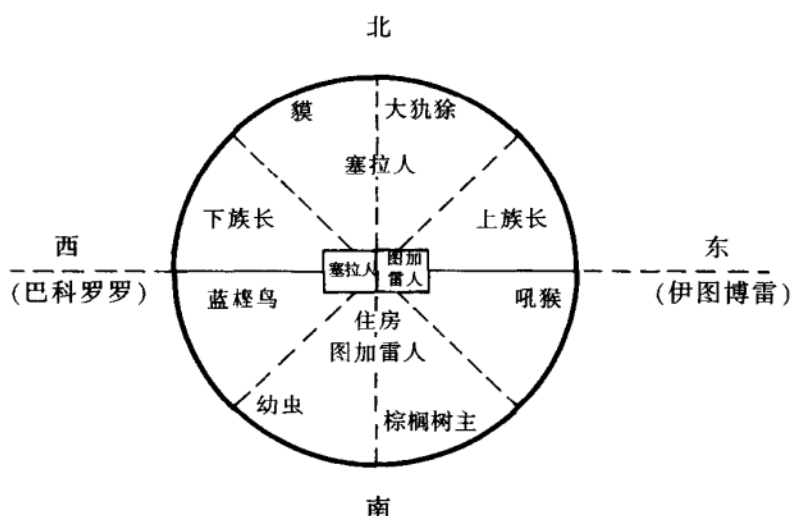 北
貘 大犰狳
塞拉人
下族长 上族长
西 东
塞拉人 图加
雷人
(巴科罗罗) (伊图博雷)
蓝㭴鸟 吼猴
住房
图加雷人
幼虫 棕榈树主
南